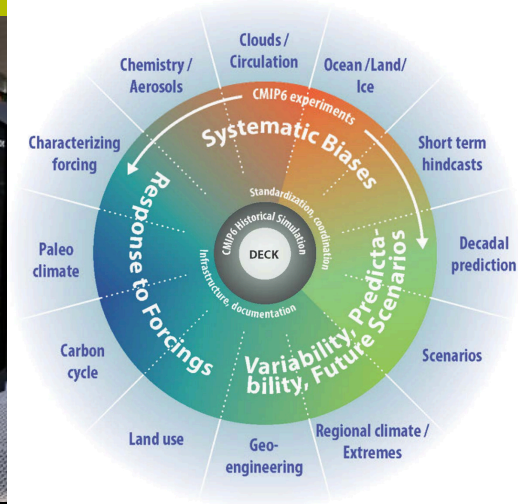 Clouds /
Circulation
Ocean /Land/
Ice
Short term
hindcasts
Decadal
prediction
Scenarios
Regional climate /
Extremes
Geo-
engineering
Land use
Carbon
cycle
Paleo
climate
Characterizing
forcing
Chemistry /
Aerosols
CMIP6 experiments
Systematic Biases
Variability, Predicta-
bility, Future Scenarios
Response to Forcings
Standardization, coordination
Infrastructure, documentation
CMIP6 Historical Simulation
DECK